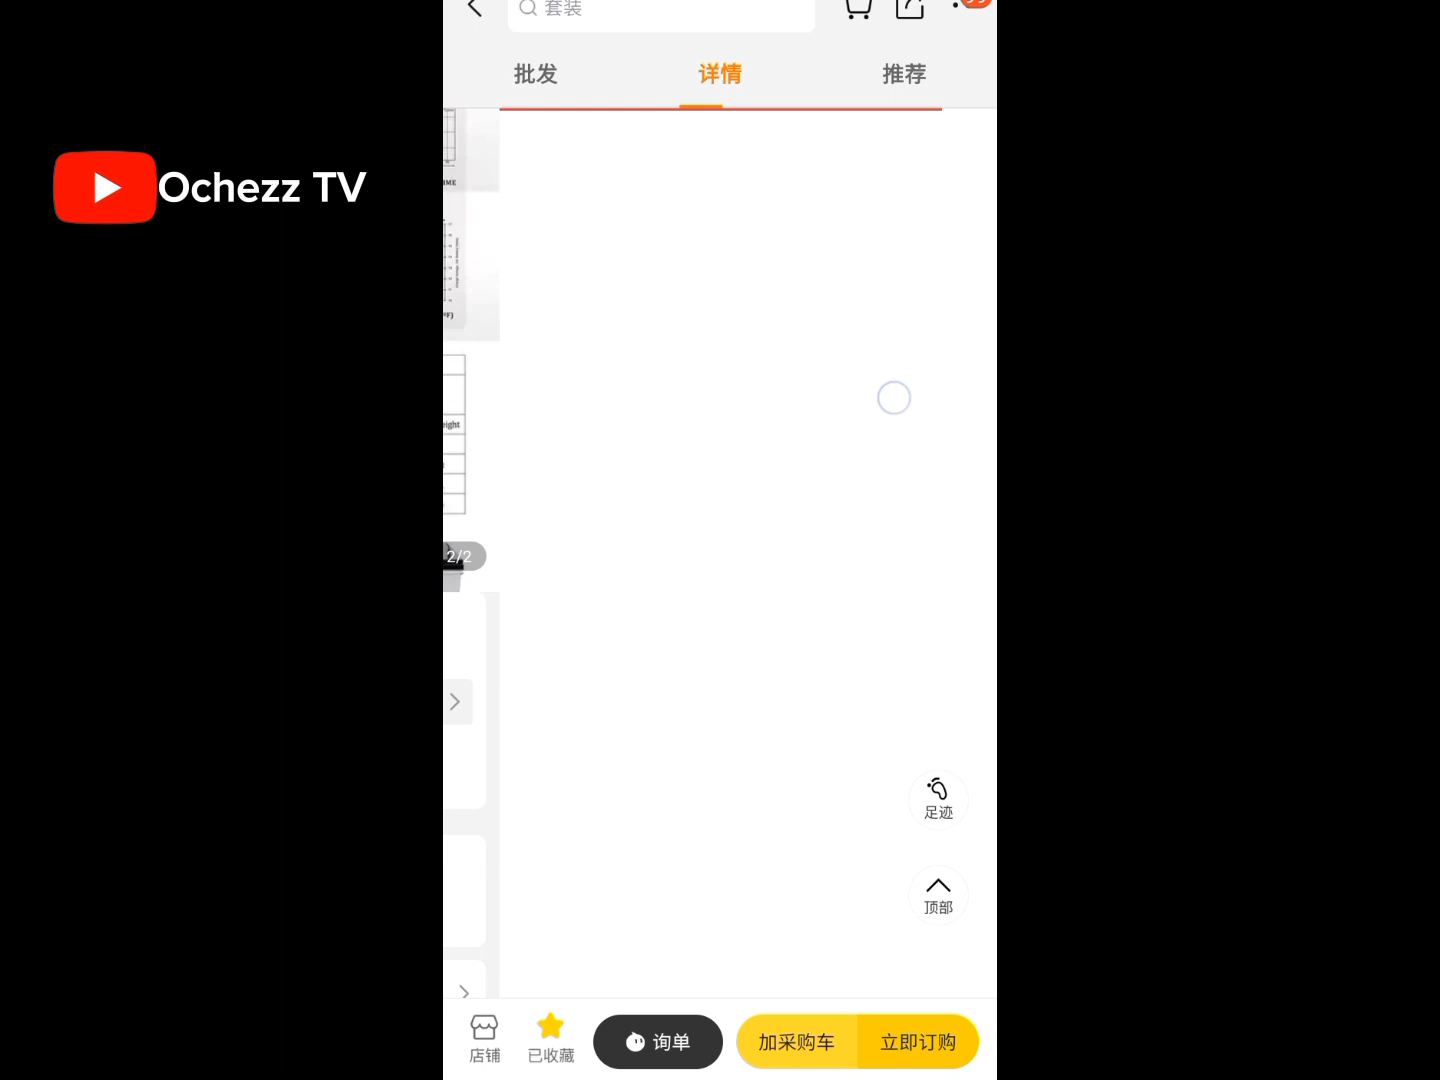 套装
批发
详情
推荐
Ochezz TV
eight
2/2
足迹
顶部
店铺
已收藏
询单
加采购车
立即订购